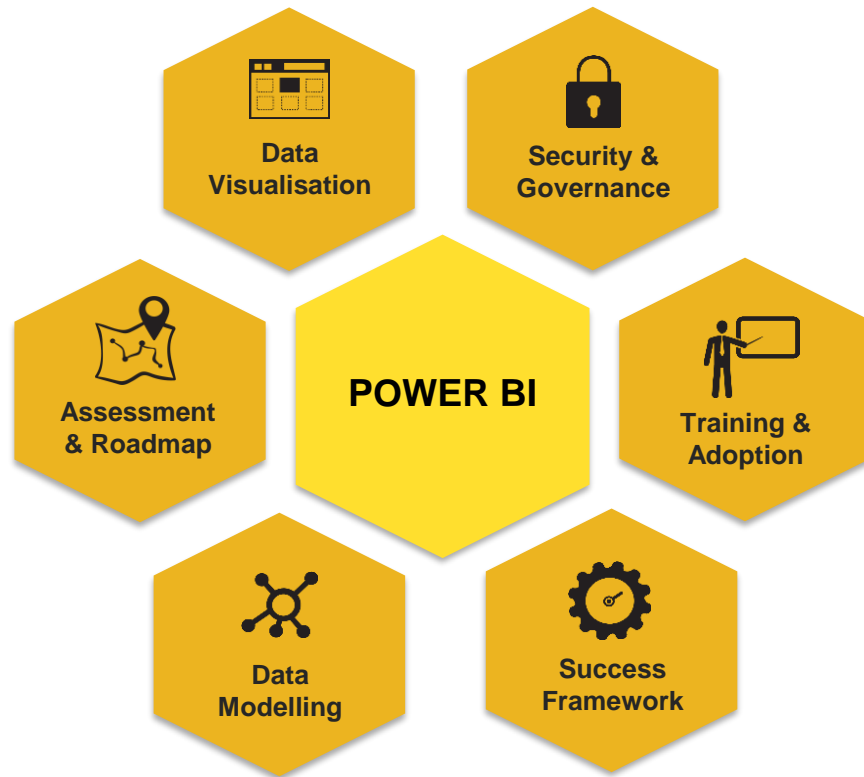 Data
Visualisation
Security &
Governance
Assessment
& Roadmap
POWER BI
Training &
Adoption
Data
Modelling
Success
Framework